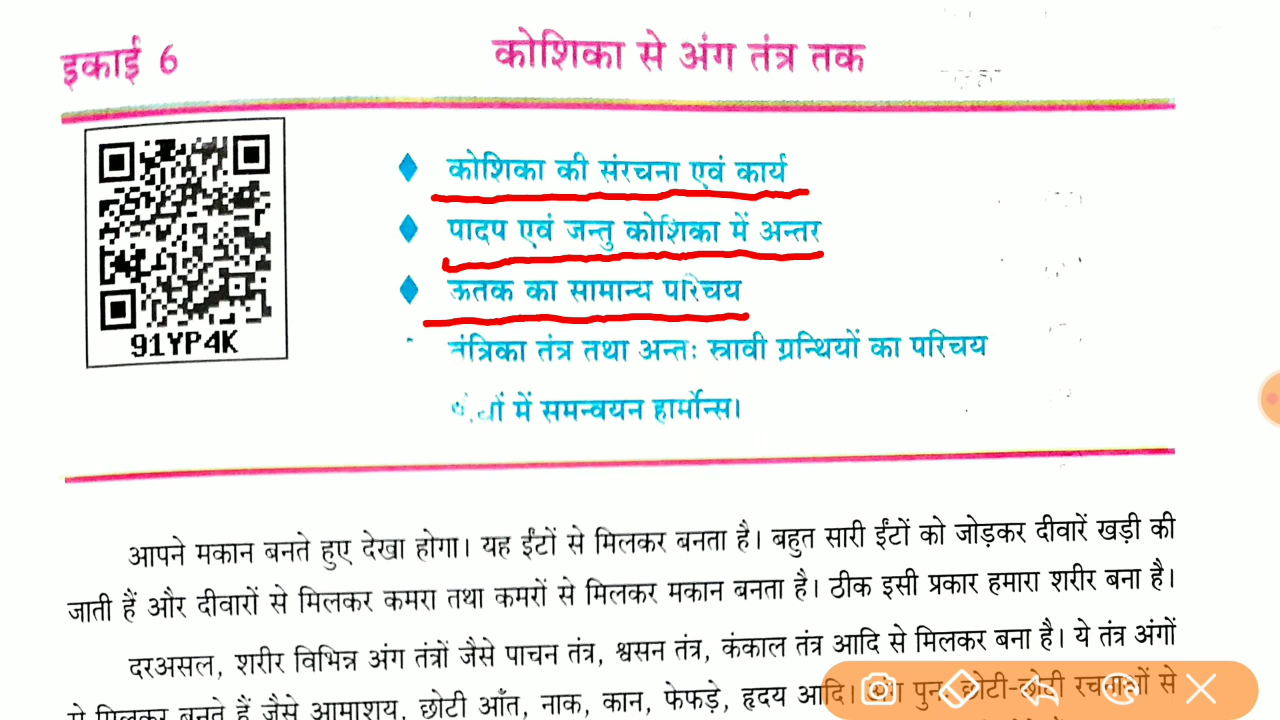 इकाई 6
कोशिका से अंग तंत्र तक
91YP4K
कोशिका की संरचना एवं कार्य
पादप एवं जन्तु कोशिका में अन्तर
ऊतक का सामान्य परिचय
तंत्रिका तंत्र तथा अन्तः स्त्रावी ग्रन्थियों का परिचय
में समन्वयन हार्मोन्स।
आपने मकान बनते हुए देखा होगा। यह ईंटों से मिलकर बनता है। बहुत सारी ईंटों को जोड़कर दीवारें खड़ी की
जाती हैं और दीवारों से मिलकर कमरा तथा कमरों से मिलकर मकान बनता है। ठीक इसी प्रकार हमारा शरीर बना है।
दरअसल, शरीर विभिन्न अंग तंत्रों जैसे पाचन तंत्र, श्वसन तंत्र, कंकाल तंत्र आदि से मिलकर बना है। ये तंत्र अंगों
से मिलकर बनते हैं जैसे आमाशय, छोटी आँत, नाक, कान, फेफड़े, हृदय आदि। अंग पुनः छोटी-छोटी रचनाओं से